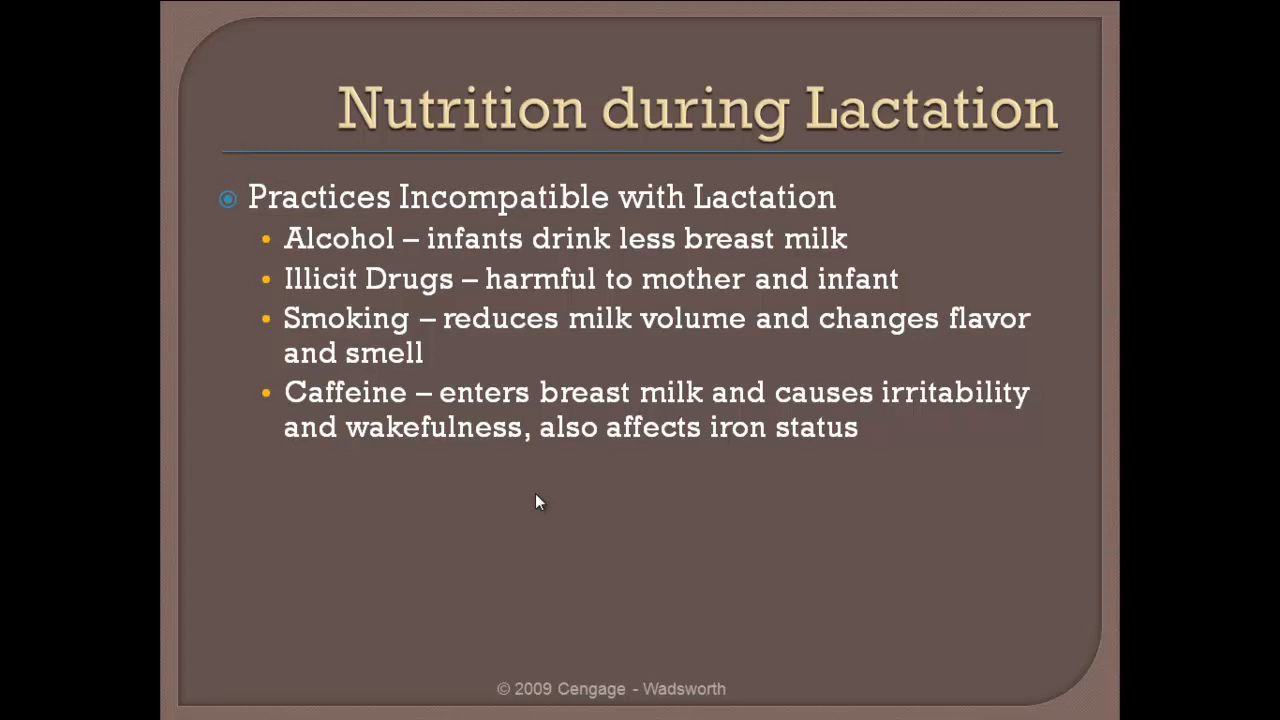 Nutrition during Lactation
Practices Incompatible with Lactation
Alcohol – infants drink less breast milk
Illicit Drugs – harmful to mother and infant
Smoking – reduces milk volume and changes flavor
and smell
Caffeine – enters breast milk and causes irritability
and wakefulness, also affects iron status
© 2009 Cengage - Wadsworth